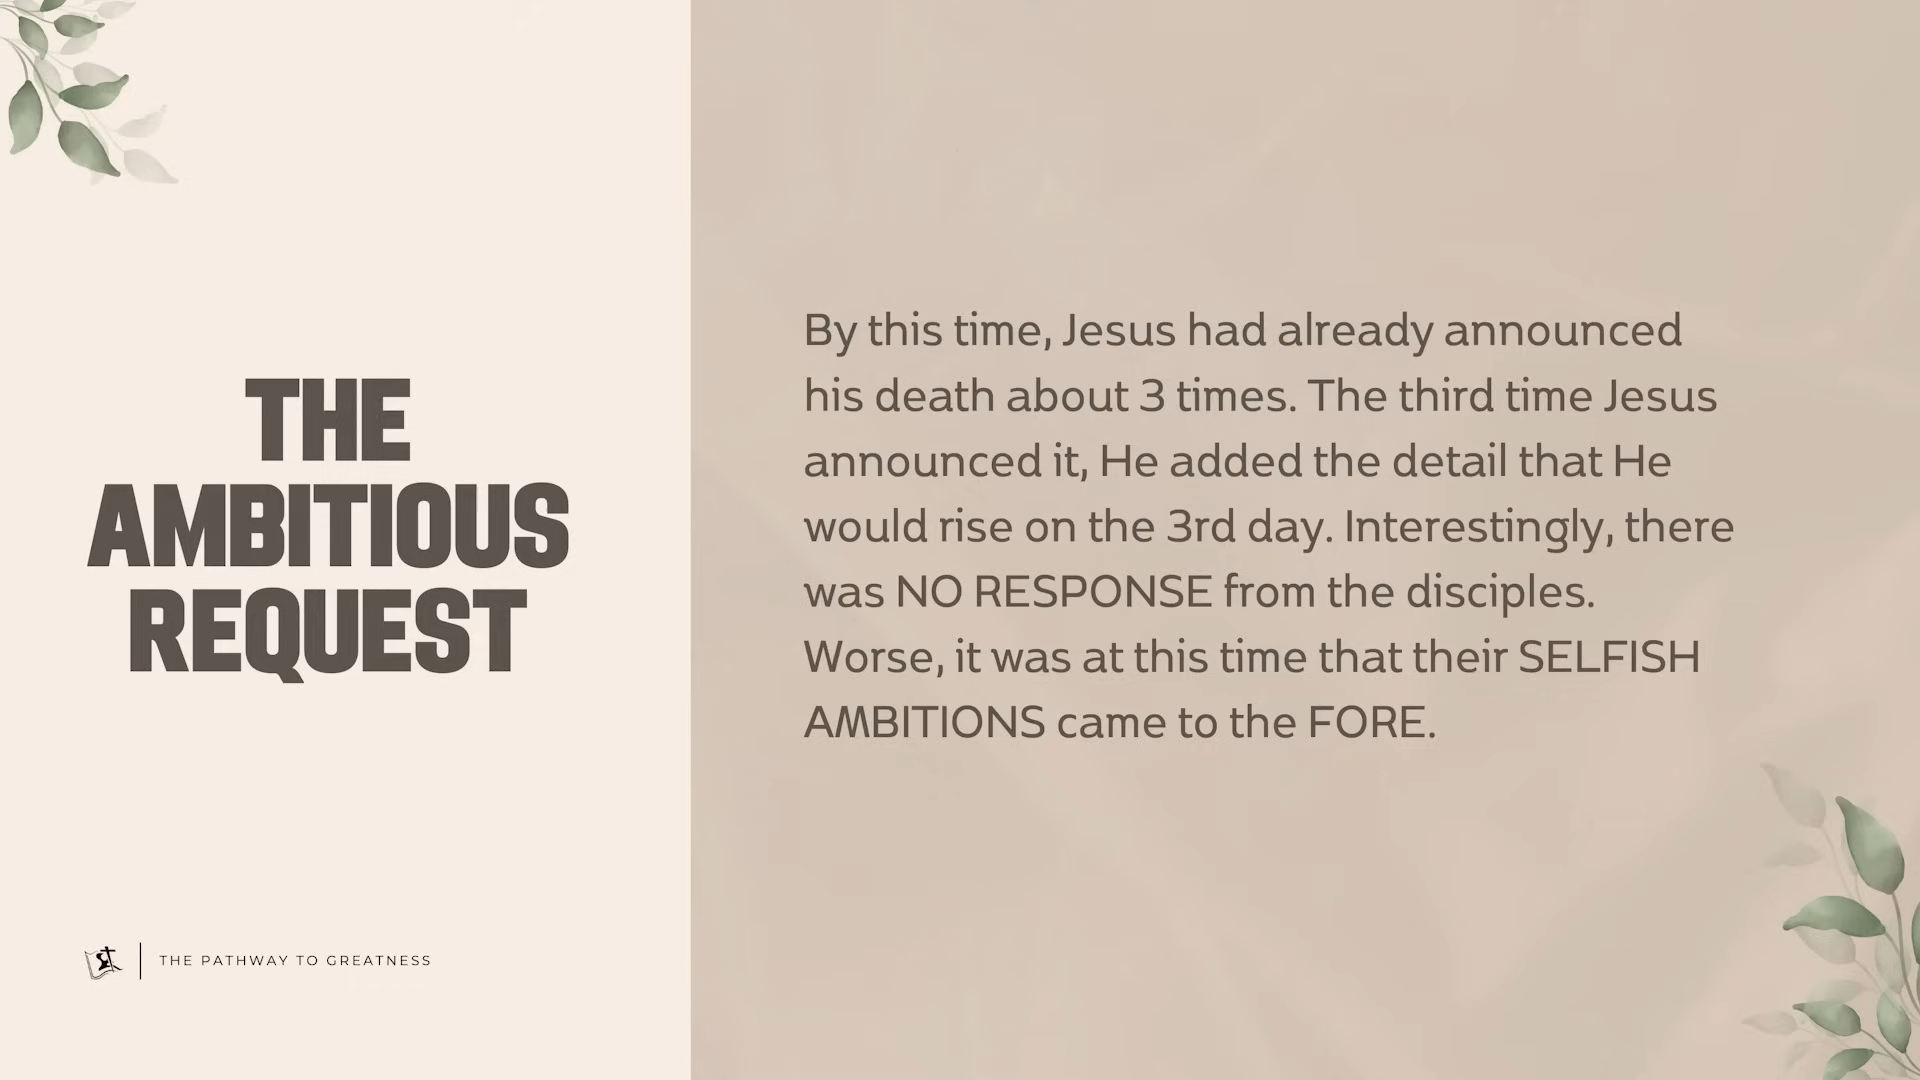 THE
AMBITIOUS
REQUEST
By this time, Jesus had already announced
his death about 3 times. The third time Jesus
announced it, He added the detail that He
would rise on the 3rd day. Interestingly, there
was NO RESPONSE from the disciples.
Worse, it was at this time that their SELFISH
AMBITIONS came to the FORE.
THE PATHWAY TO GREATNESS